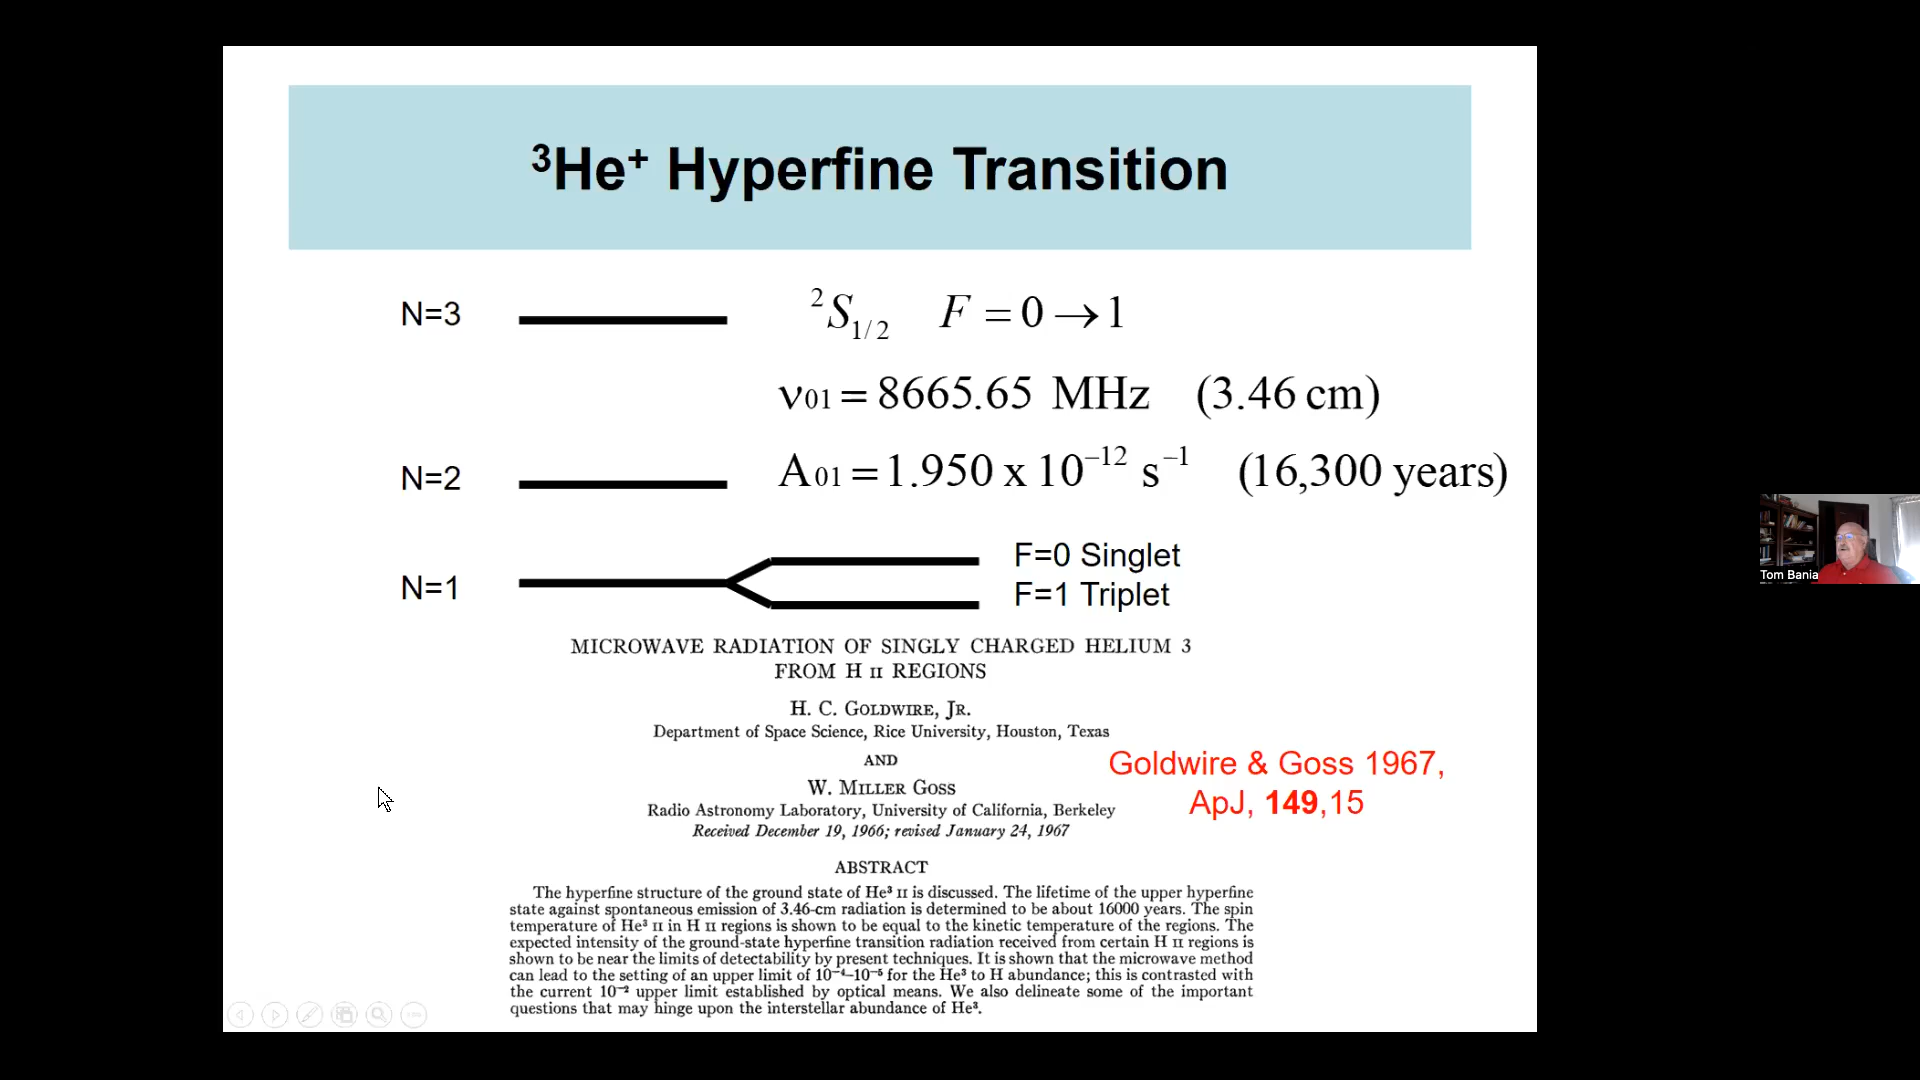 ³He⁺ Hyperfine Transition
N=3
²S₁/₂ F = 0 → 1
ν₀₁ = 8665.65 MHz (3.46 cm)
N=2
A₀₁ = 1.950 x 10⁻¹² s⁻¹ (16,300 years)
N=1
F=0 Singlet
F=1 Triplet
MICROWAVE RADIATION OF SINGLY CHARGED HELIUM 3
FROM H II REGIONS
H. C. GOLDWIRE, JR.
Department of Space Science, Rice University, Houston, Texas
AND
W. MILLER GOSS
Radio Astronomy Laboratory, University of California, Berkeley
Received December 19, 1966; revised January 24, 1967
Goldwire & Goss 1967,
ApJ, 149,15
ABSTRACT
The hyperfine structure of the ground state of He³ II is discussed. The lifetime of the upper hyperfine
state against spontaneous emission of 3.46-cm radiation is determined to be about 16000 years. The spin
temperature of He³ II in H II regions is shown to be equal to the kinetic temperature of the regions. The
expected intensity of the ground-state hyperfine transition radiation received from certain H II regions is
shown to be near the limits of detectability by present techniques. It is shown that the microwave method
can lead to the setting of an upper limit of 10⁻⁴–10⁻⁵ for the He³ to H abundance; this is contrasted with
the current 10⁻² upper limit established by optical means. We also delineate some of the important
questions that may hinge upon the interstellar abundance of He³.
Tom Bania